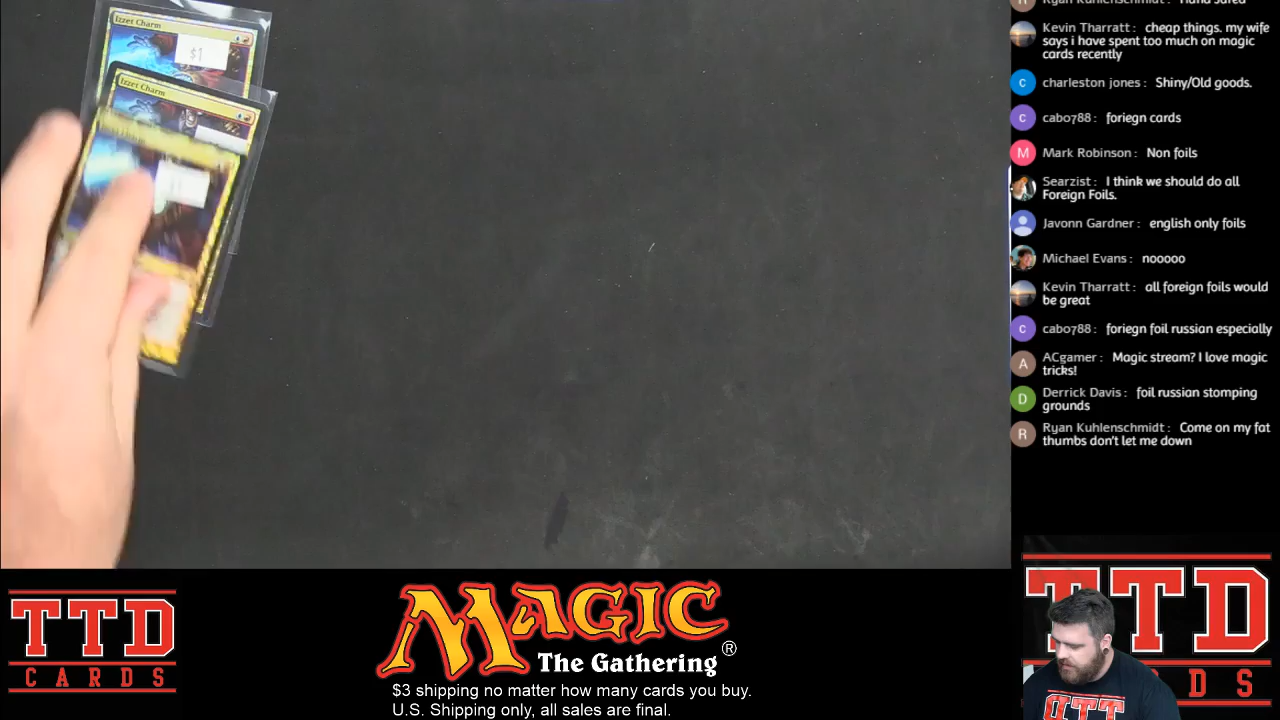 Izzet Charm
$1
Izzet Charm
Kevin Tharratt : cheap things. my wife
says i have spent too much on magic
cards recently
charleston jones : Shiny/Old goods.
C
cabo788 : foriegn cards
M
Mark Robinson : Non foils
Searzist : I think we should do all
Foreign Foils.
Javonn Gardner : english only foils
Michael Evans : nooooo
Kevin Tharratt : all foreign foils would
be great
C
cabo788 : foriegn foil russian especially
A
ACgamer : Magic stream? I love magic
tricks!
D
Derrick Davis : foil russian stomping
grounds
R
Ryan Kuhlenschmidt : Come on my fat
thumbs don't let me down
TTD
CARDS
MAGIC
The Gathering®
$3 shipping no matter how many cards you buy.
U.S. Shipping only, all sales are final.
TTD
DS
TTD